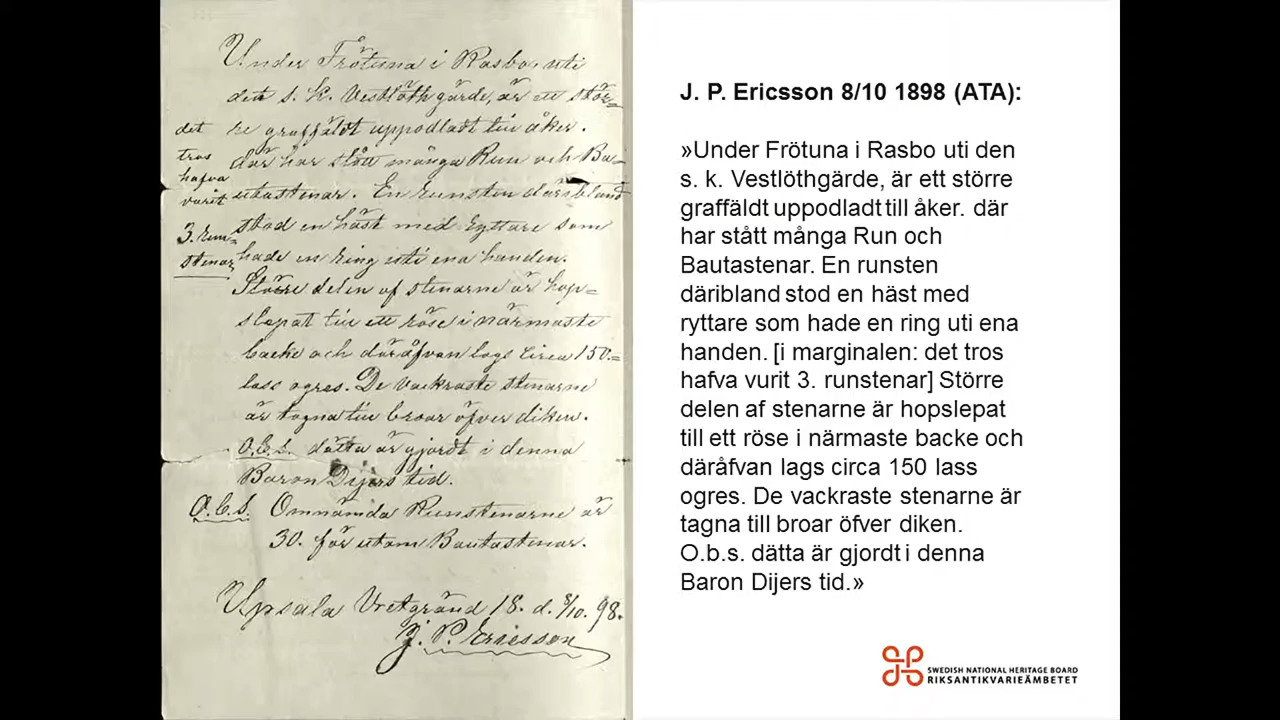 Under Frötuna i Rasbo, uti
det s. k. Vestlöthgärde, är ett stör=
re graffäldt uppodladt till åker.
där har stått många Run och Ba=
utastenar. En runsten däribland
stod en häst med ryttare som
hade en ring uti ena handen.
det
tros
hafva
varit
3. run=
stenar
Större delen af stenarne är hop=
slepat till ett röse i närmaste
backe och däråfvan lags circa 150.=
lass ogres. De vackraste stenarne
är tagna till broar öfver diken.
O.b.s. dätta är gjordt i denna
Baron Dijers tid.
O.b.s. Omnämda Runstenarne är
30. för utom Bautastenar.
Upsala Vretgränd 18. d. 8/10. 98.
J. P. Ericsson
J. P. Ericsson 8/10 1898 (ATA):
»Under Frötuna i Rasbo uti den
s. k. Vestlöthgärde, är ett större
graffäldt uppodladt till åker. där
har stått många Run och
Bautastenar. En runsten
däribland stod en häst med
ryttare som hade en ring uti ena
handen. [i marginalen: det tros
hafva vurit 3. runstenar] Större
delen af stenarne är hopslepat
till ett röse i närmaste backe och
däråfvan lags circa 150 lass
ogres. De vackraste stenarne är
tagna till broar öfver diken.
O.b.s. dätta är gjordt i denna
Baron Dijers tid.»
SWEDISH NATIONAL HERITAGE BOARD
RIKSANTIKVARIEÄMBETET